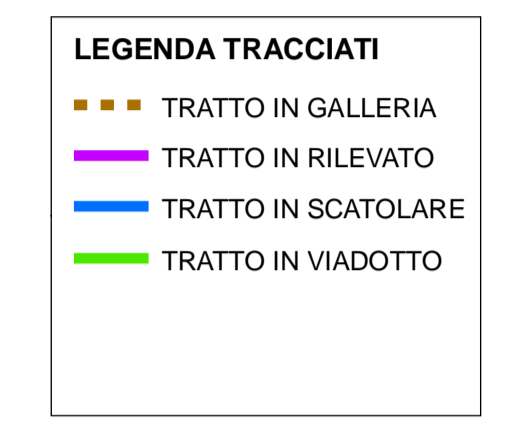 LEGENDA TRACCIATI
TRATTO IN GALLERIA
TRATTO IN RILEVATO
TRATTO IN SCATOLARE
TRATTO IN VIADOTTO